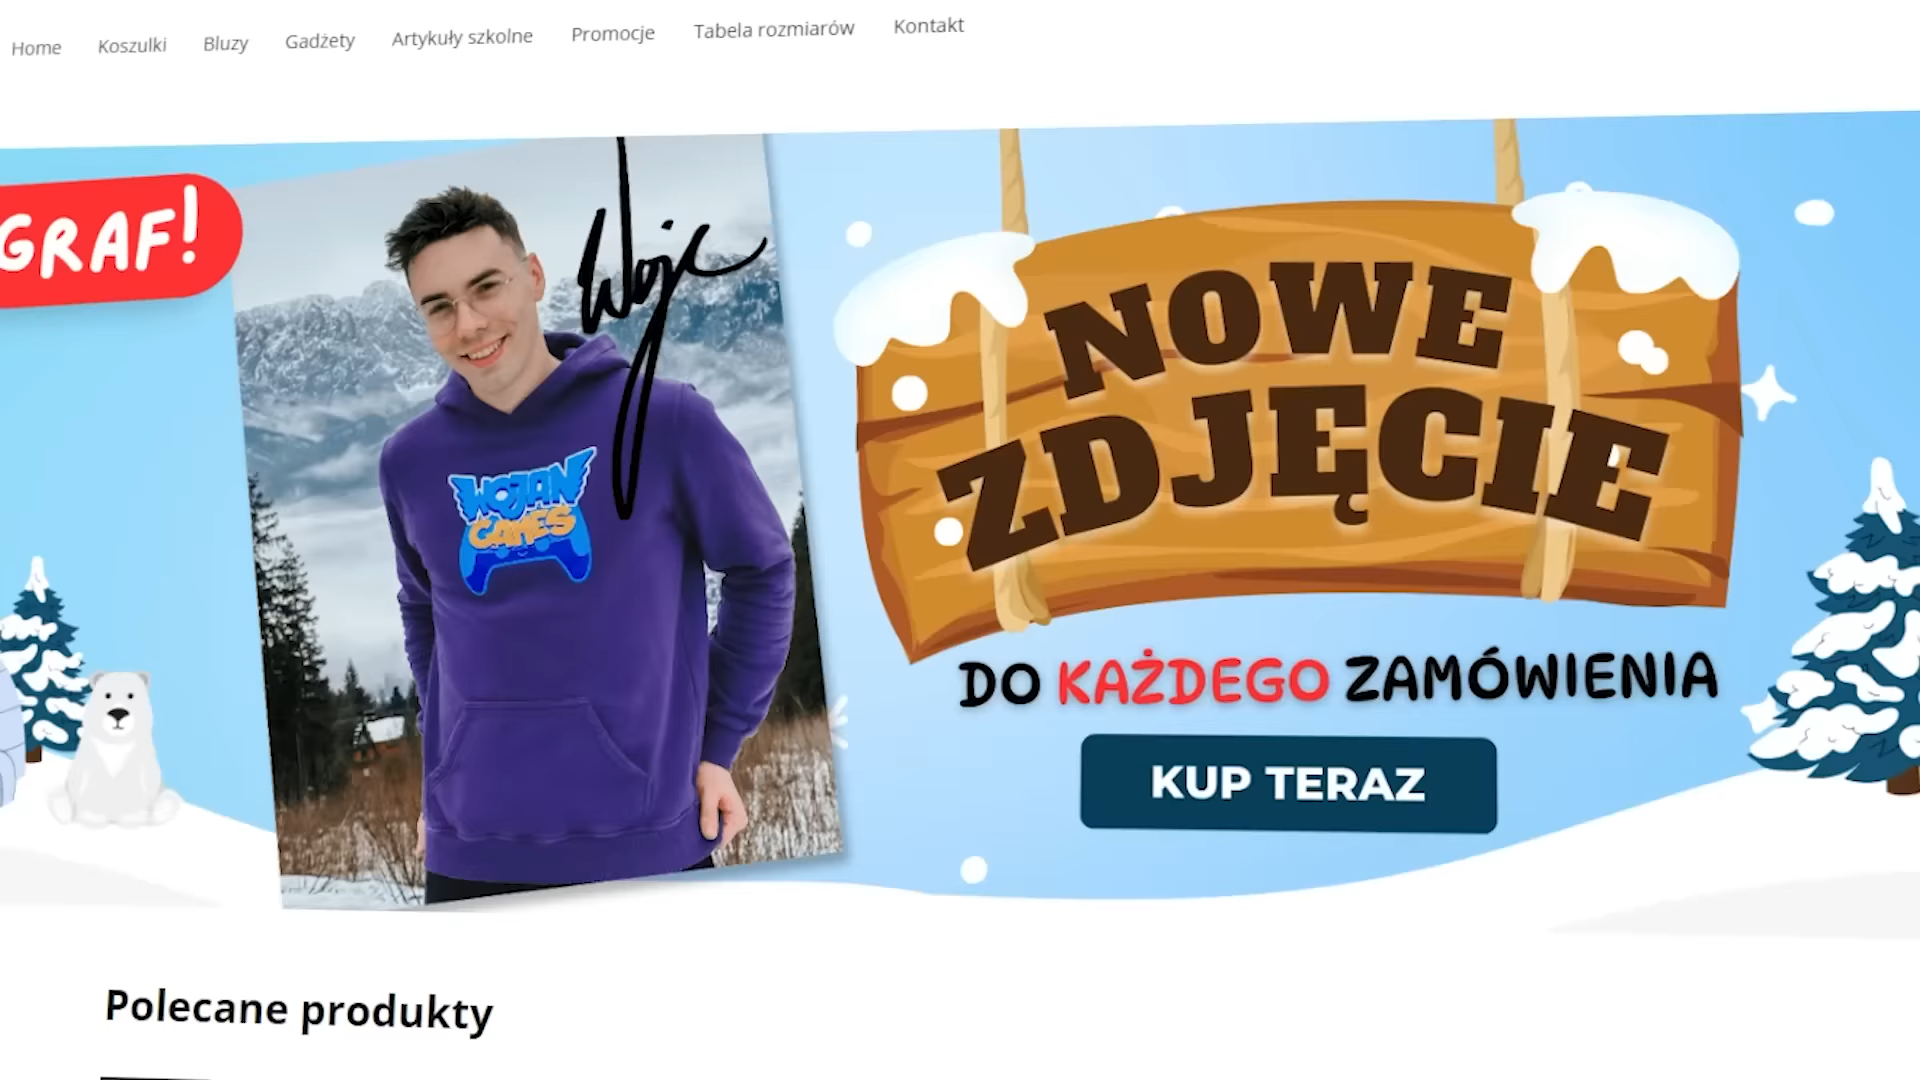 Home Koszulki Bluzy Gadżety Artykuły szkolne Promocje Tabela rozmiarów Kontakt
GRAF!
WOJAN
GAMES
NOWE
ZDJĘCIE
DO KAŻDEGO ZAMÓWIENIA
KUP TERAZ
Polecane produkty